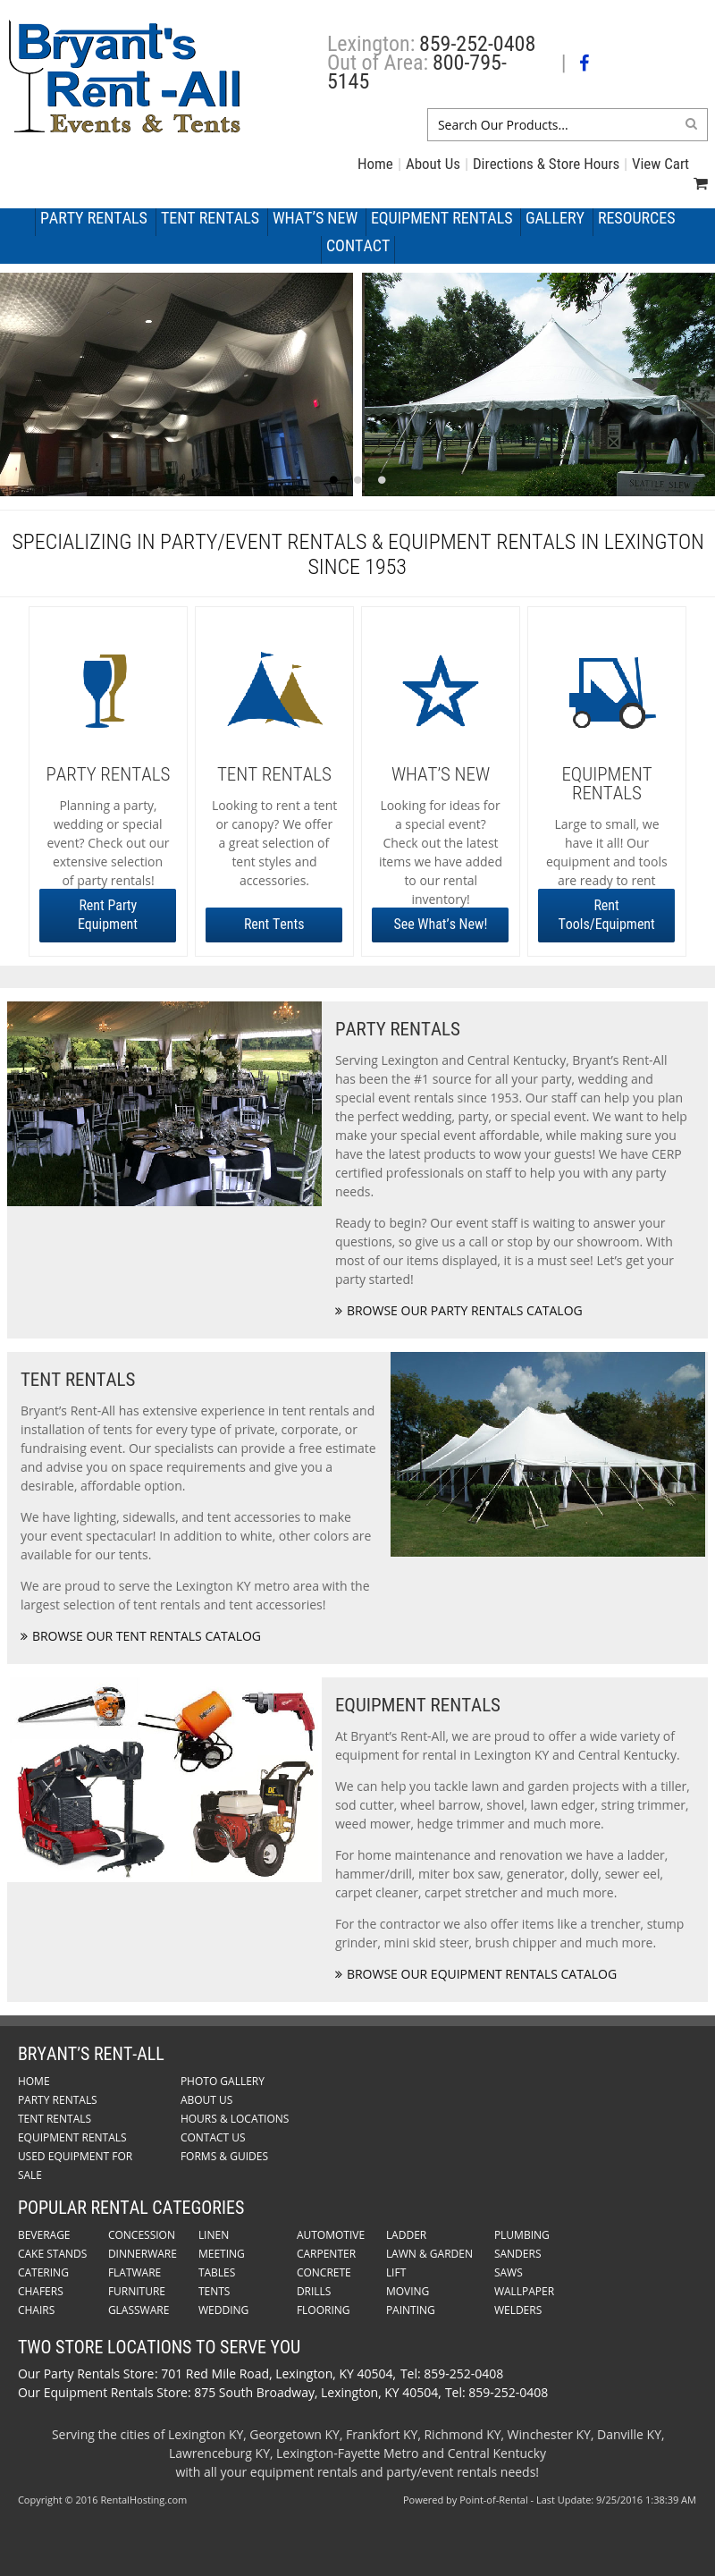 Bryant's
Rent-All
Events & Tents
Lexington: 859-252-0408
Out of Area: 800-795-
5145
|
Search Our Products...
Home | About Us | Directions & Store Hours | View Cart
PARTY RENTALS TENT RENTALS WHAT'S NEW EQUIPMENT RENTALS GALLERY RESOURCES
CONTACT
SEATTLE SLEW
SPECIALIZING IN PARTY/EVENT RENTALS & EQUIPMENT RENTALS IN LEXINGTON
SINCE 1953
PARTY RENTALS
Planning a party,
wedding or special
event? Check out our
extensive selection
of party rentals!
Rent Party
Equipment
TENT RENTALS
Looking to rent a tent
or canopy? We offer
a great selection of
tent styles and
accessories.
Rent Tents
WHAT'S NEW
Looking for ideas for
a special event?
Check out the latest
items we have added
to our rental
inventory!
See What's New!
EQUIPMENT
RENTALS
Large to small, we
have it all! Our
equipment and tools
are ready to rent
Rent
Tools/Equipment
PARTY RENTALS
Serving Lexington and Central Kentucky, Bryant's Rent-All
has been the #1 source for all your party, wedding and
special event rentals since 1953. Our staff can help you plan
the perfect wedding, party, or special event. We want to help
make your special event affordable, while making sure you
have the latest products to wow your guests! We have CERP
certified professionals on staff to help you with any party
needs.
Ready to begin? Our event staff is waiting to answer your
questions, so give us a call or stop by our showroom. With
most of our items displayed, it is a must see! Let's get your
party started!
» BROWSE OUR PARTY RENTALS CATALOG
TENT RENTALS
Bryant's Rent-All has extensive experience in tent rentals and
installation of tents for every type of private, corporate, or
fundraising event. Our specialists can provide a free estimate
and advise you on space requirements and give you a
desirable, affordable option.
We have lighting, sidewalls, and tent accessories to make
your event spectacular! In addition to white, other colors are
available for our tents.
We are proud to serve the Lexington KY metro area with the
largest selection of tent rentals and tent accessories!
» BROWSE OUR TENT RENTALS CATALOG
EQUIPMENT RENTALS
At Bryant's Rent-All, we are proud to offer a wide variety of
equipment for rental in Lexington KY and Central Kentucky.
We can help you tackle lawn and garden projects with a tiller,
sod cutter, wheel barrow, shovel, lawn edger, string trimmer,
weed mower, hedge trimmer and much more.
For home maintenance and renovation we have a ladder,
hammer/drill, miter box saw, generator, dolly, sewer eel,
carpet cleaner, carpet stretcher and much more.
For the contractor we also offer items like a trencher, stump
grinder, mini skid steer, brush chipper and much more.
» BROWSE OUR EQUIPMENT RENTALS CATALOG
BRYANT'S RENT-ALL
HOME
PARTY RENTALS
TENT RENTALS
EQUIPMENT RENTALS
USED EQUIPMENT FOR
SALE
PHOTO GALLERY
ABOUT US
HOURS & LOCATIONS
CONTACT US
FORMS & GUIDES
POPULAR RENTAL CATEGORIES
BEVERAGE CONCESSION LINEN AUTOMOTIVE LADDER PLUMBING
CAKE STANDS DINNERWARE MEETING CARPENTER LAWN & GARDEN SANDERS
CATERING FLATWARE TABLES CONCRETE LIFT SAWS
CHAFERS FURNITURE TENTS DRILLS MOVING WALLPAPER
CHAIRS GLASSWARE WEDDING FLOORING PAINTING WELDERS
TWO STORE LOCATIONS TO SERVE YOU
Our Party Rentals Store: 701 Red Mile Road, Lexington, KY 40504, Tel: 859-252-0408
Our Equipment Rentals Store: 875 South Broadway, Lexington, KY 40504, Tel: 859-252-0408
Serving the cities of Lexington KY, Georgetown KY, Frankfort KY, Richmond KY, Winchester KY, Danville KY,
Lawrenceburg KY, Lexington-Fayette Metro and Central Kentucky
with all your equipment rentals and party/event rentals needs!
Copyright © 2016 RentalHosting.com Powered by Point-of-Rental - Last Update: 9/25/2016 1:38:39 AM